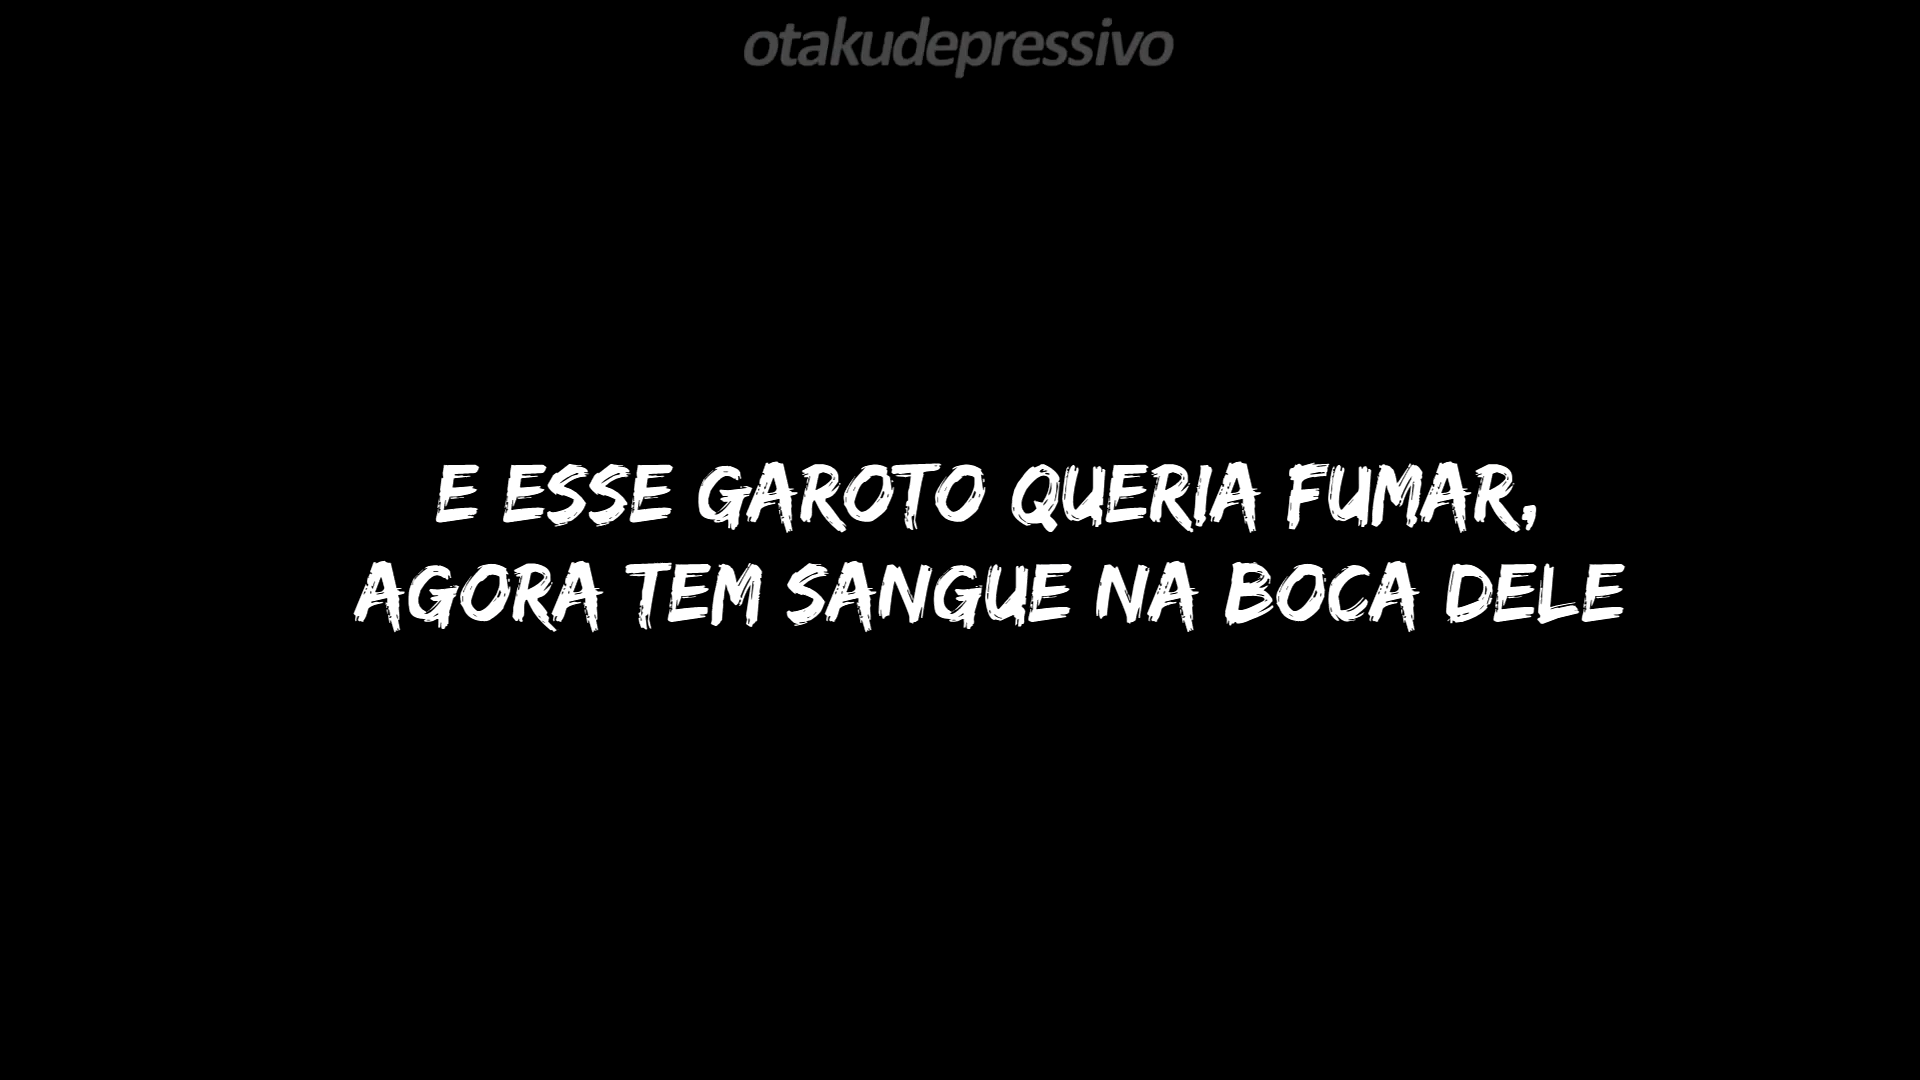 otakudepressivo
E ESSE GAROTO QUERIA FUMAR,
AGORA TEM SANGUE NA BOCA DELE